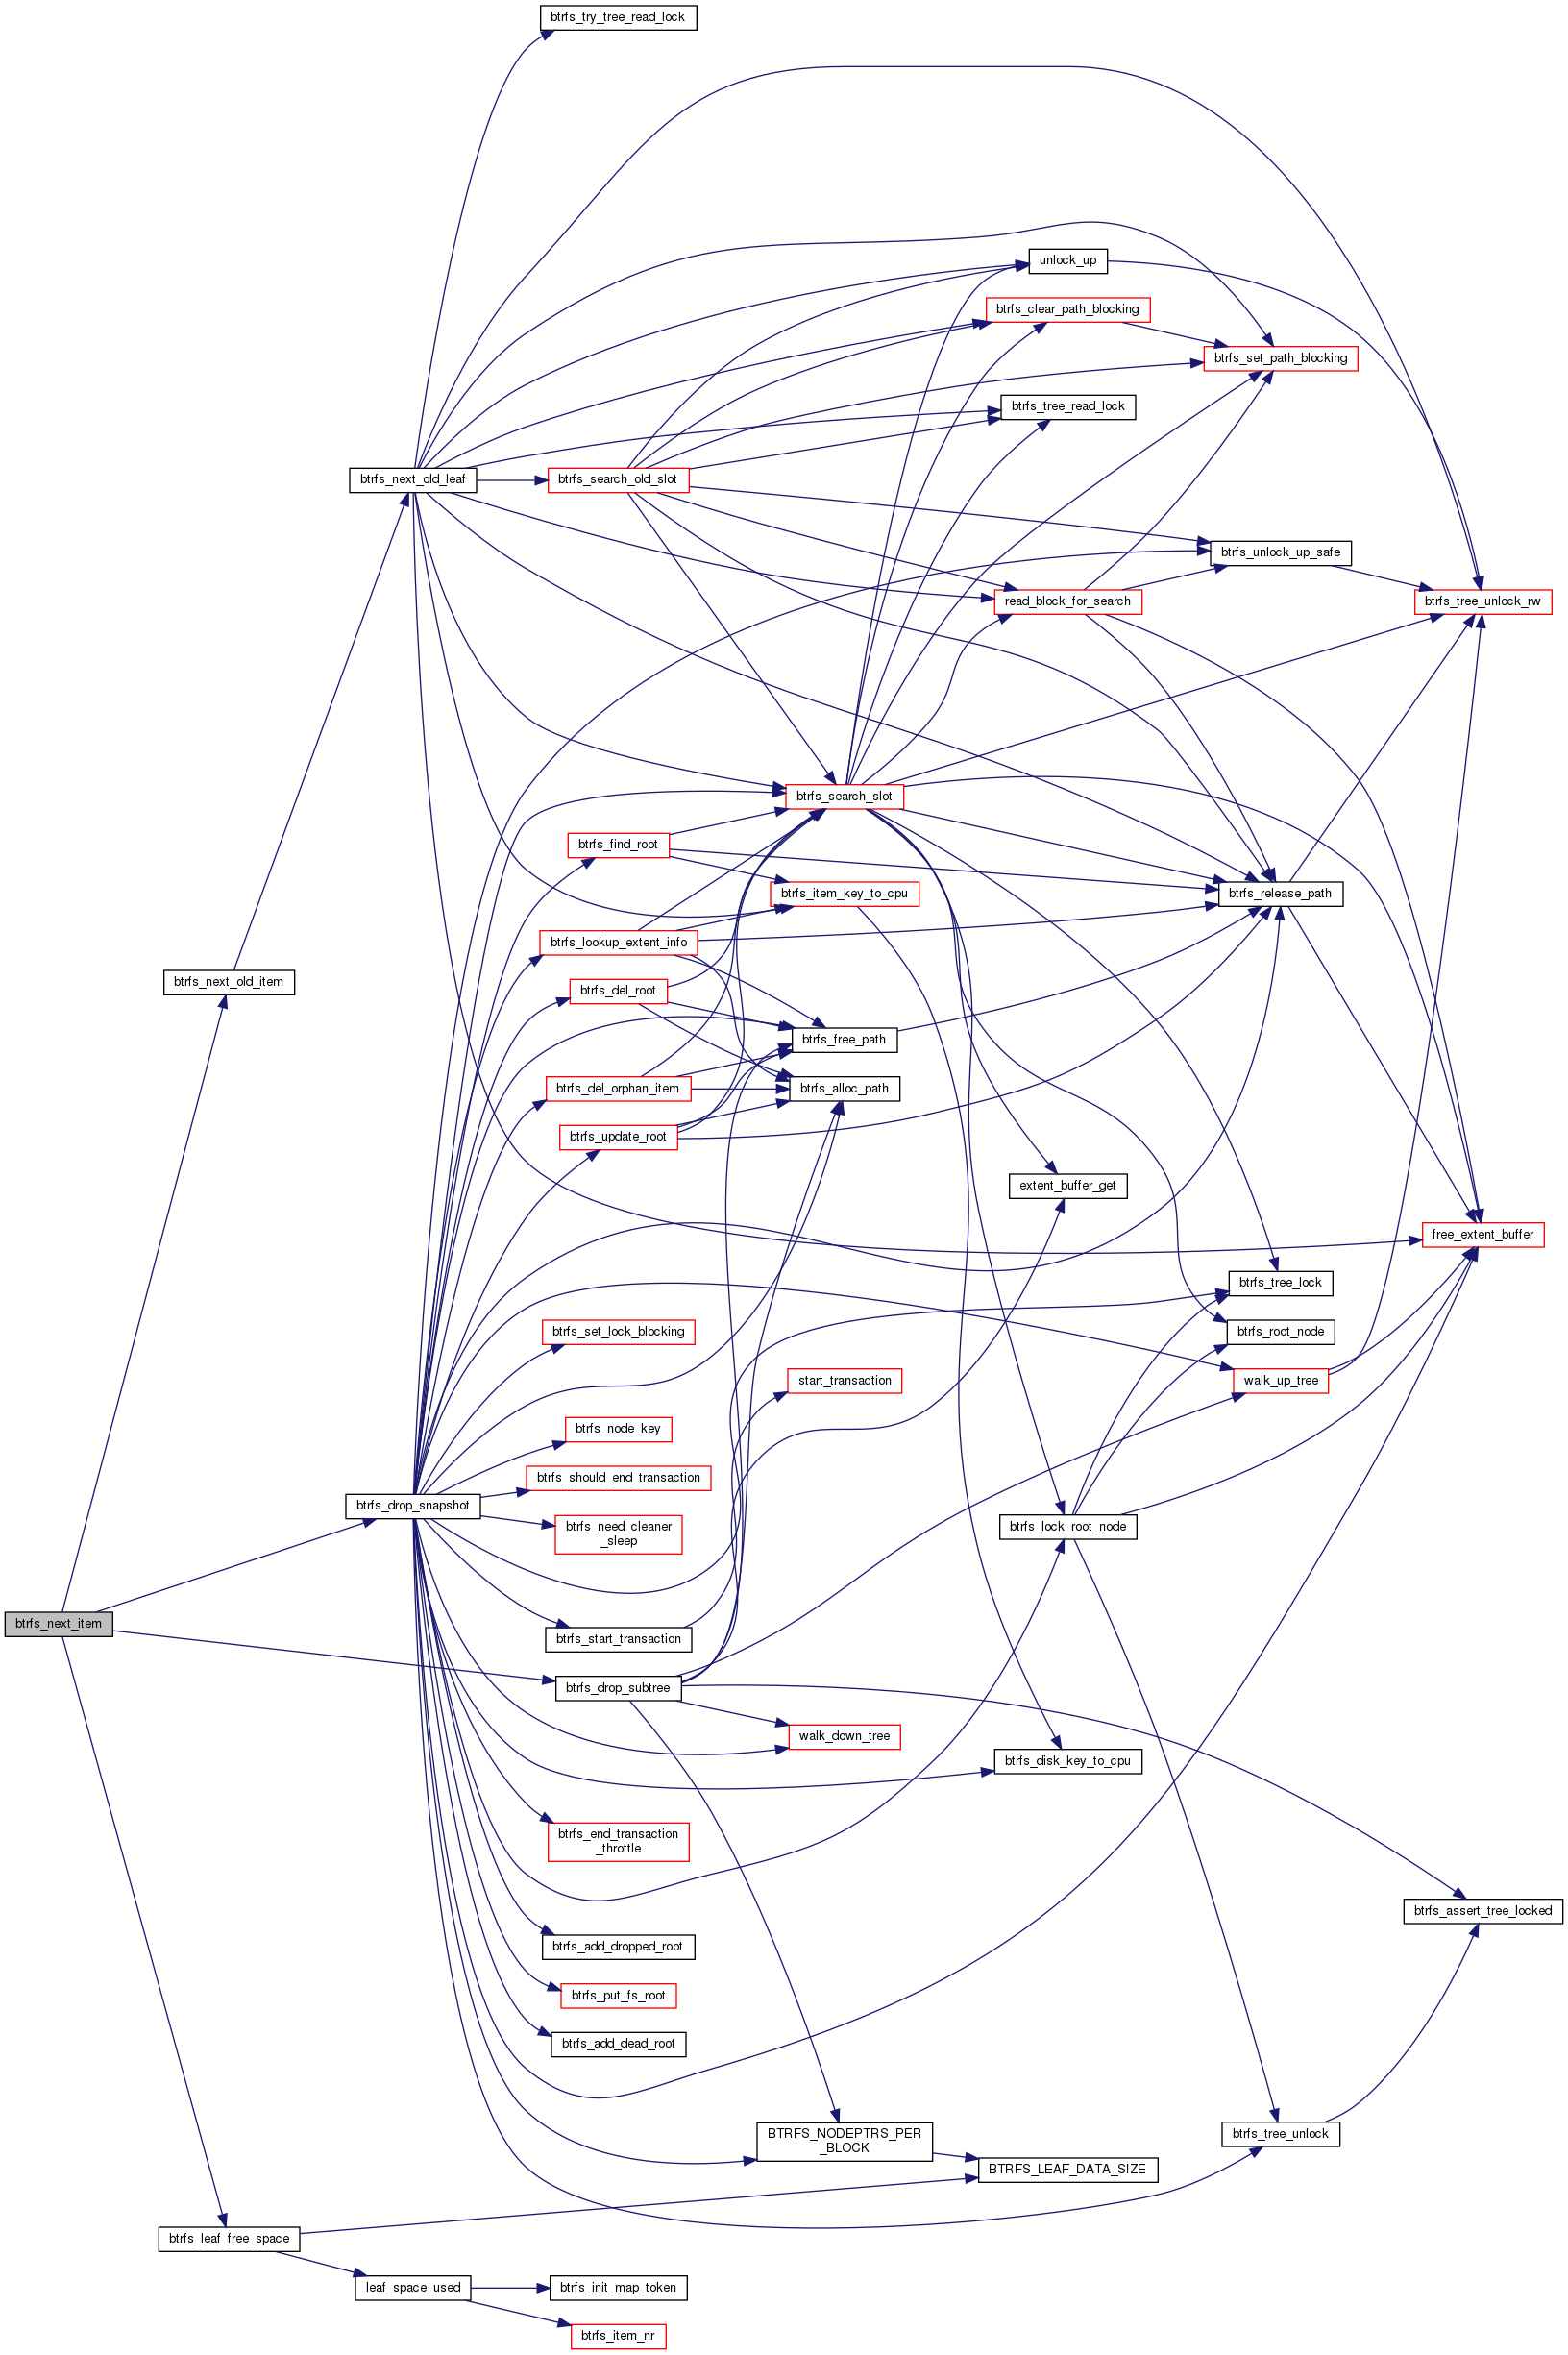 btrfs_try_tree_read_lock
unlock_up
btrfs_clear_path_blocking
btrfs_set_path_blocking
btrfs_tree_read_lock
btrfs_next_old_leaf
btrfs_search_old_slot
btrfs_unlock_up_safe
read_block_for_search
btrfs_tree_unlock_rw
btrfs_search_slot
btrfs_find_root
btrfs_item_key_to_cpu
btrfs_release_path
btrfs_lookup_extent_info
btrfs_next_old_item
btrfs_del_root
btrfs_free_path
btrfs_del_orphan_item
btrfs_alloc_path
btrfs_update_root
extent_buffer_get
free_extent_buffer
btrfs_tree_lock
btrfs_set_lock_blocking
btrfs_root_node
start_transaction
walk_up_tree
btrfs_node_key
btrfs_should_end_transaction
btrfs_drop_snapshot
btrfs_need_cleaner
_sleep
btrfs_lock_root_node
btrfs_next_item
btrfs_start_transaction
btrfs_drop_subtree
walk_down_tree
btrfs_disk_key_to_cpu
btrfs_end_transaction
_throttle
btrfs_assert_tree_locked
btrfs_add_dropped_root
btrfs_put_fs_root
btrfs_add_dead_root
BTRFS_NODEPTRS_PER
_BLOCK
btrfs_tree_unlock
BTRFS_LEAF_DATA_SIZE
btrfs_leaf_free_space
leaf_space_used
btrfs_init_map_token
btrfs_item_nr